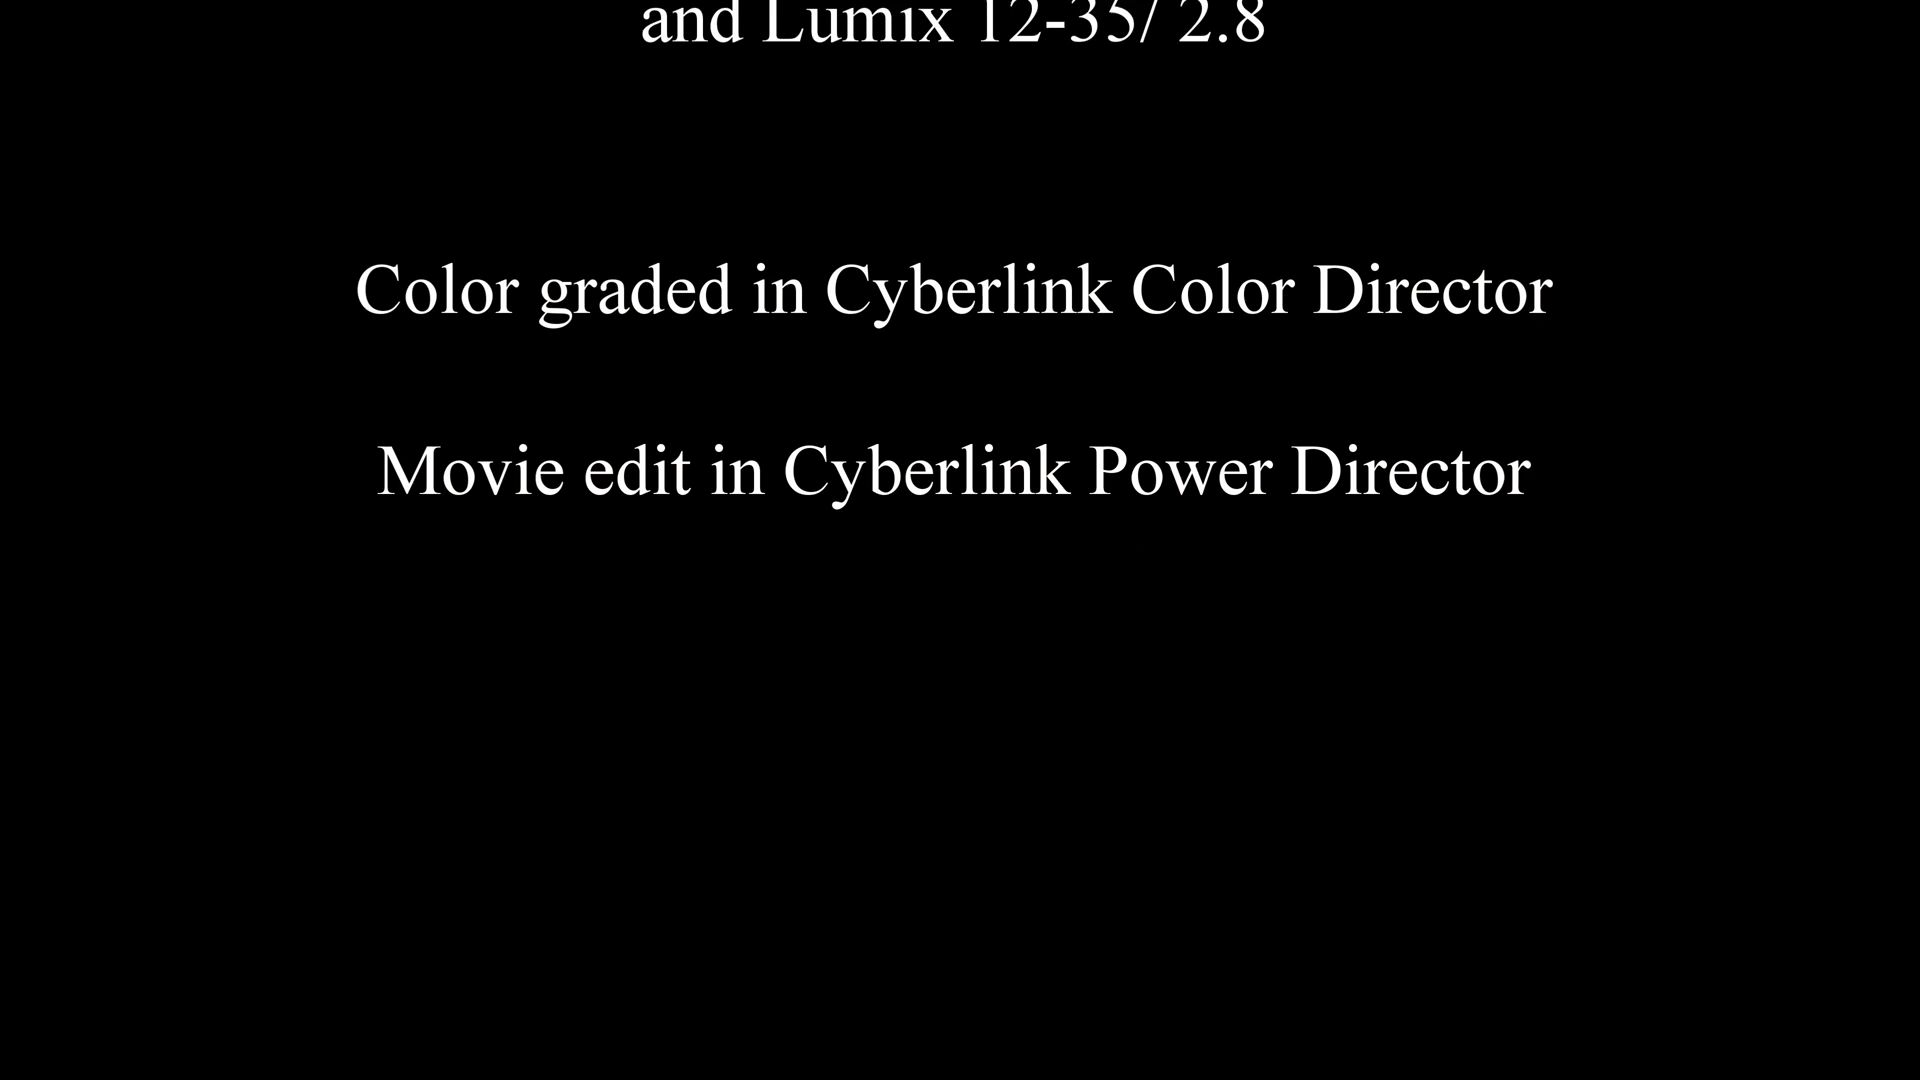 and Lumix 12-35/ 2.8
Color graded in Cyberlink Color Director
Movie edit in Cyberlink Power Director